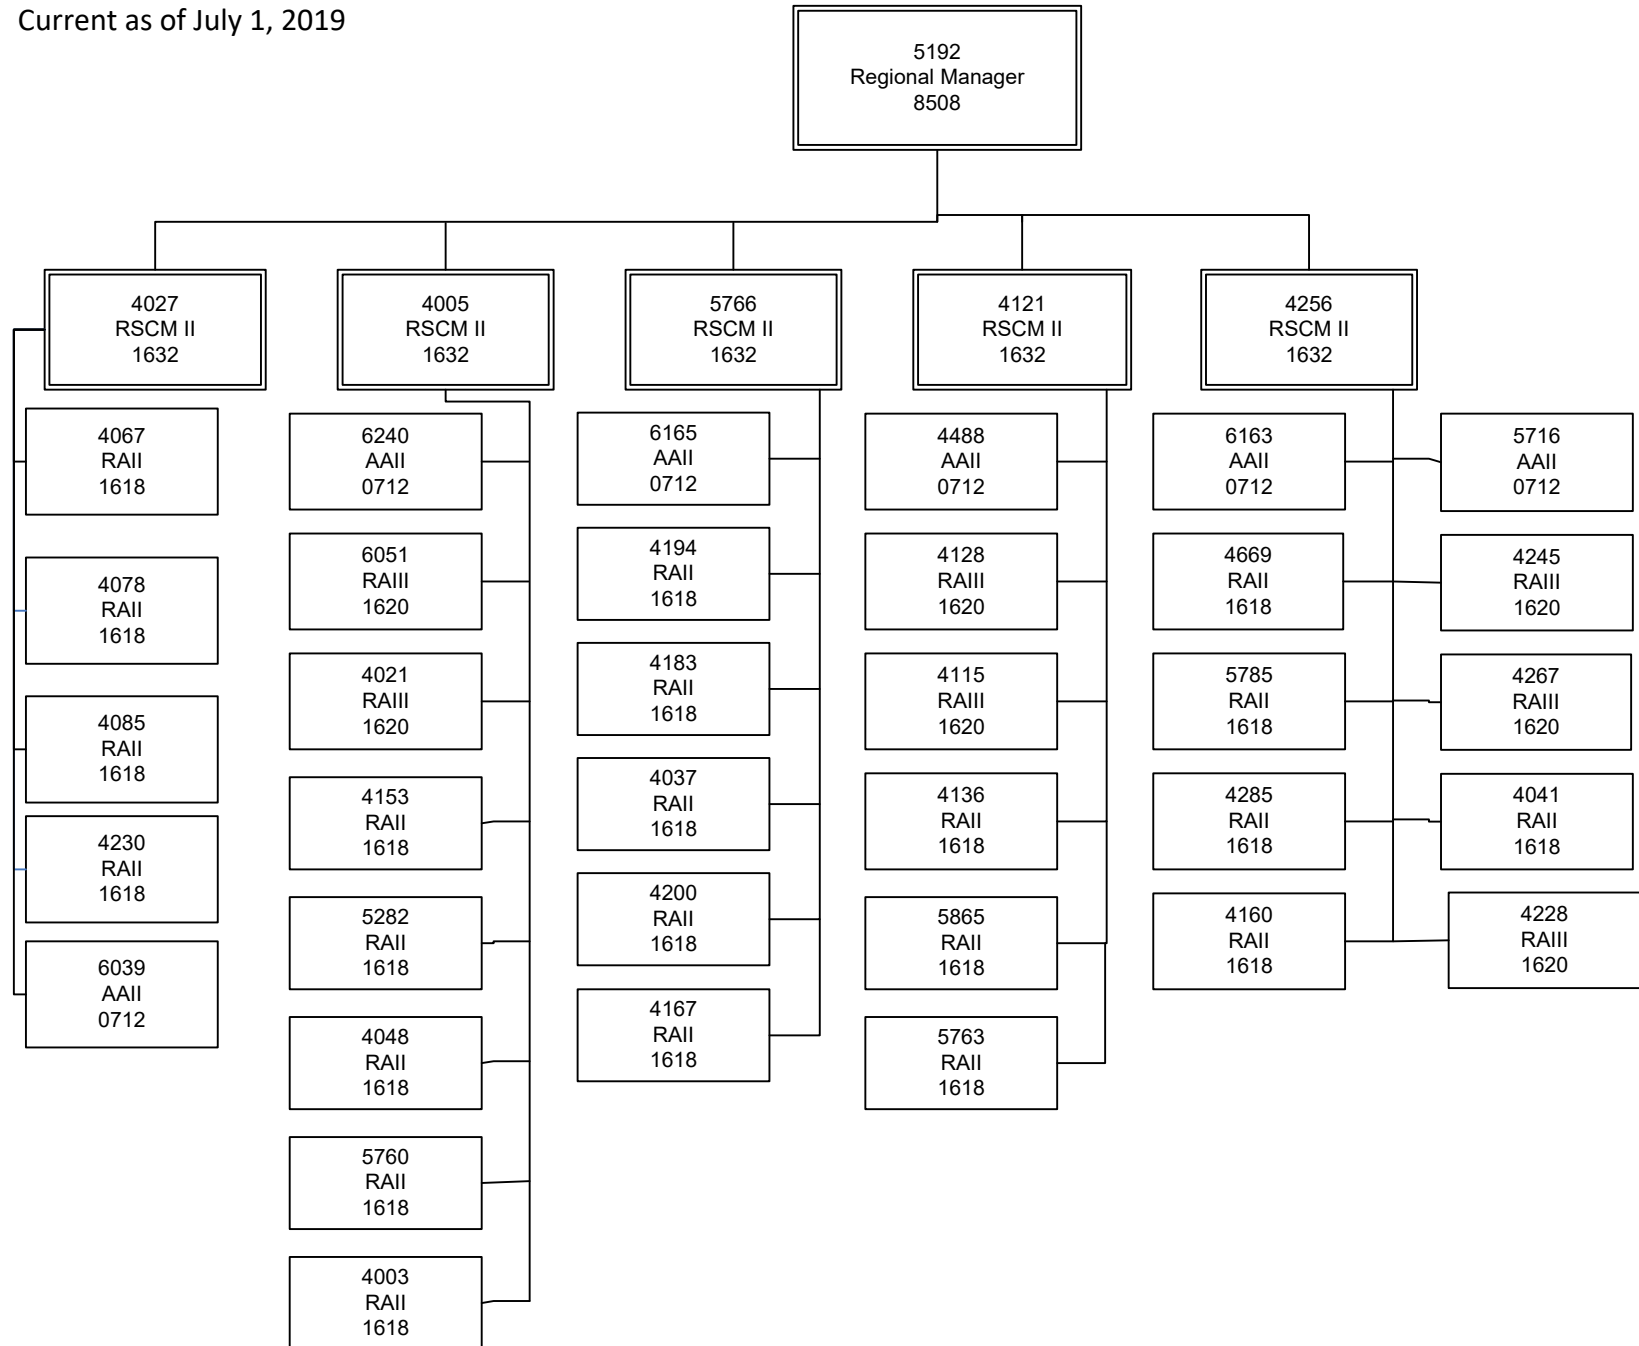 Current as of July 1, 2019
5192
Regional Manager
8508
4027
RSCM II
1632
4005
RSCM II
1632
5766
RSCM II
1632
4121
RSCM II
1632
4256
RSCM II
1632
4067
RAII
1618
4078
RAII
1618
4085
RAII
1618
4230
RAII
1618
6039
AAII
0712
6240
AAII
0712
6051
RAIII
1620
4021
RAIII
1620
4153
RAII
1618
5282
RAII
1618
4048
RAII
1618
5760
RAII
1618
4003
RAII
1618
6165
AAII
0712
4194
RAII
1618
4183
RAII
1618
4037
RAII
1618
4200
RAII
1618
4167
RAII
1618
4488
AAII
0712
4128
RAIII
1620
4115
RAIII
1620
4136
RAII
1618
5865
RAII
1618
5763
RAII
1618
6163
AAII
0712
4669
RAII
1618
5785
RAII
1618
4285
RAII
1618
4160
RAII
1618
5716
AAII
0712
4245
RAIII
1620
4267
RAIII
1620
4041
RAII
1618
4228
RAIII
1620